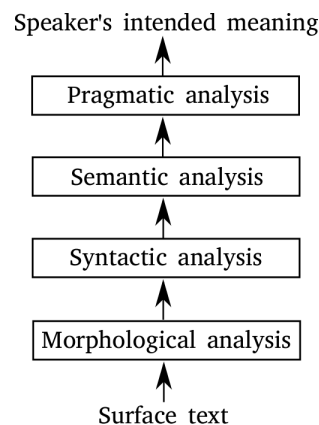 Speaker's intended meaning
Pragmatic analysis
Semantic analysis
Syntactic analysis
Morphological analysis
Surface text